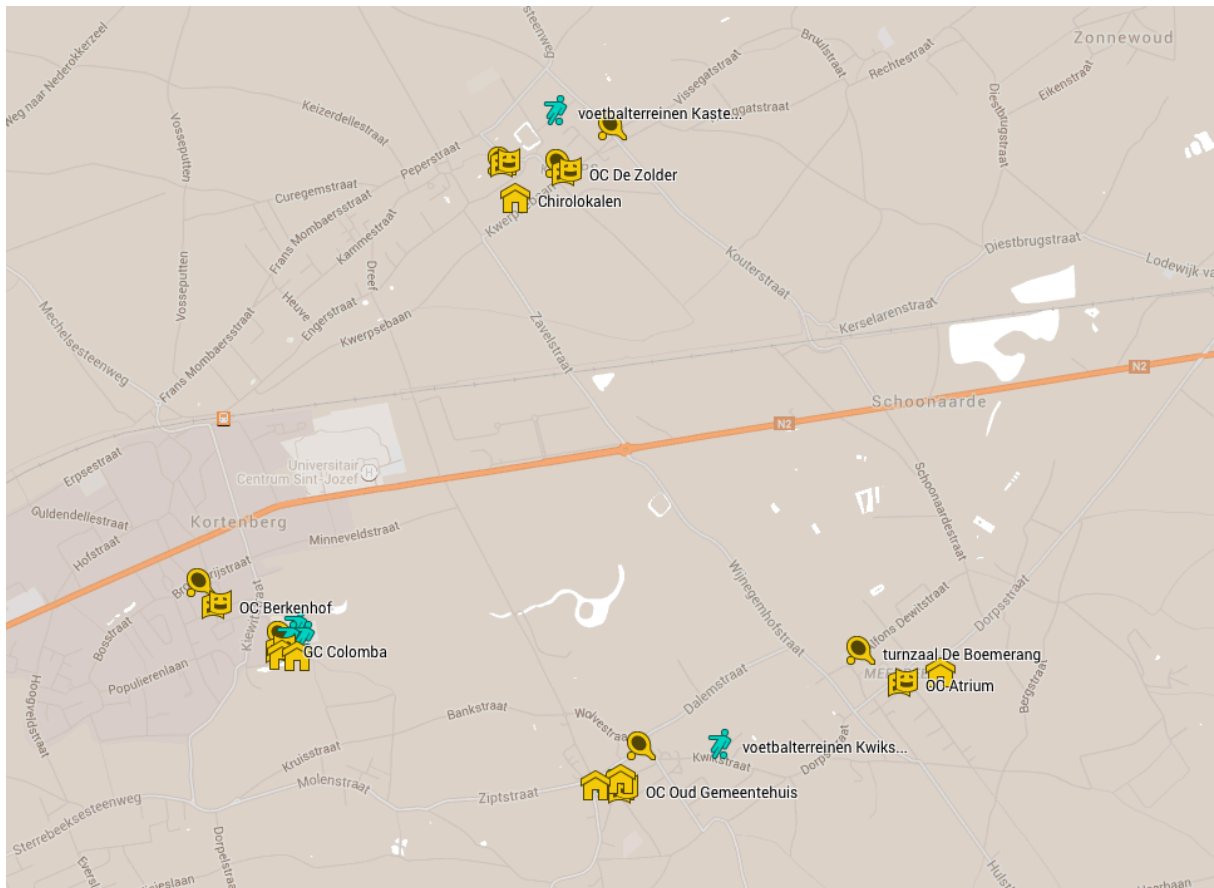 Zonnewoud
steenweg
Weg naar Nederokkerzeel
Brukuilstraat
Rechtestraat
Eikenstraat
Diestbrugstraat
Vissegatstraat
Keizerdellestraat
Vosseputten
voetbalterreinen Kaste...
Peperstraat
OC De Zolder
Curegemstraat
Chirolokalen
Frans Mombaersstraat
Kammestraat
Diestbrugstraat
Kouterstraat
Vosseputten
Dreef
Heuve
Engerstraat
Kerselarenstraat
Kwerpsebaan
Zavelstraat
Mechelsesteenweg
Frans Mombaersstraat
N2
Schoonaarde
N2
Erpsestraat
Universitair
Centrum Sint-Jozef
H
Guldendellestraat
Kortenberg
Hofstraat
Minneveldstraat
Schoonaardestraat
Wijnegemhofstraat
OC Berkenhof
Alfons Dewitstraat
Dorpsstraat
Bosstraat
GC Colomba
turnzaal De Boemerang
OC Atrium
Populierenlaan
Hoogveldstraat
Bergstraat
Dalemstraat
Bankstraat
Wolvestraat
voetbalterreinen Kwiks...
Kwikstraat
Dorpsstraat
Kruisstraat
Molenstraat
Ziptstraat
OC Oud Gemeentehuis
Sterrebeeksesteenweg
Dorpelstraat